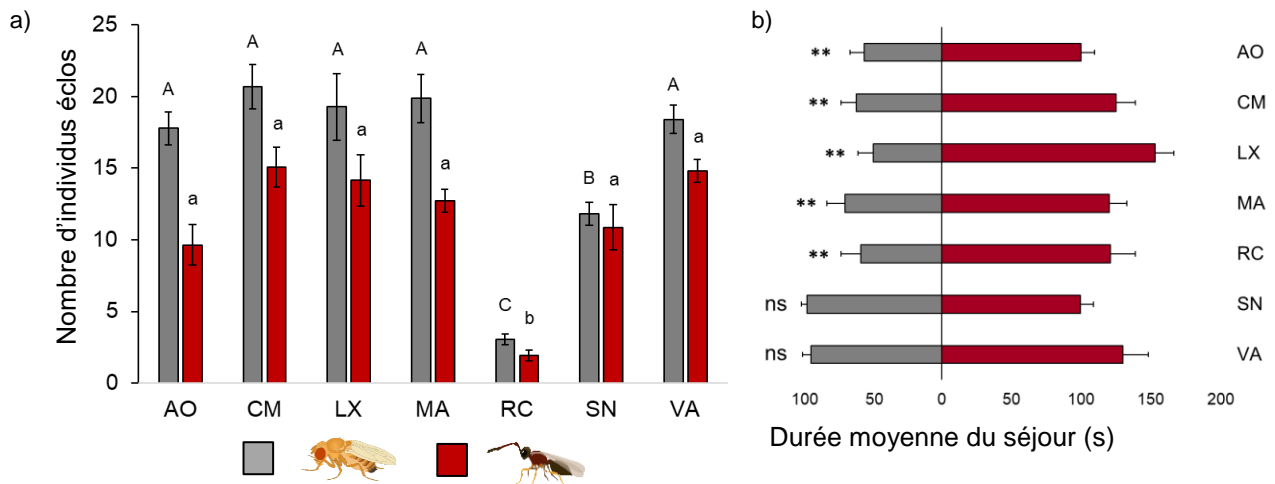 a)
Nombre d'individus éclos
25
20
15
10
5
0
A
a
A
a
A
a
A
a
C
b
B
a
A
a
AO CM LX MA RC SN VA
b)
** AO
** CM
** LX
** MA
** RC
ns SN
ns VA
100 50 0 50 100 150 200
Durée moyenne du séjour (s)